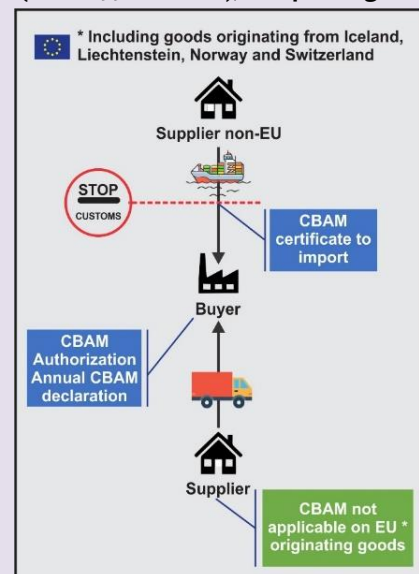 * Including goods originating from Iceland,
Liechtenstein, Norway and Switzerland
Supplier non-EU
STOP
CUSTOMS
CBAM
certificate to
import
Buyer
CBAM
Authorization
Annual CBAM
declaration
Supplier
CBAM not
applicable on EU *
originating goods